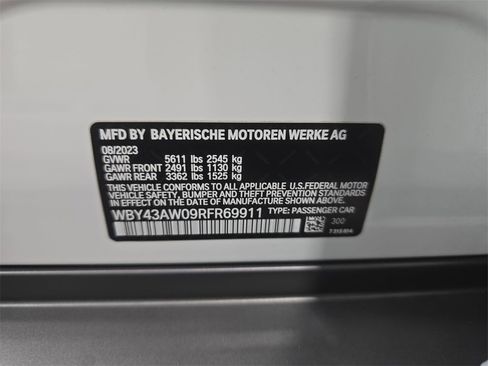 MFD BY BAYERISCHE MOTOREN WERKE AG
08/2023
GVWR 5611 lbs 2545 kg
GAWR FRONT 2491 lbs 1130 kg
GAWR REAR 3362 lbs 1525 kg
THIS VEHICLE CONFORMS TO ALL APPLICABLE U.S.FEDERAL MOTOR
VEHICLE SAFETY, BUMPER AND THEFT PREVENTION STANDARDS
IN EFFECT ON THE DATE OF MANUFACTURE SHOWN ABOVE.
WBY43AW09RFR69911 TYPE: PASSENGER CAR
300